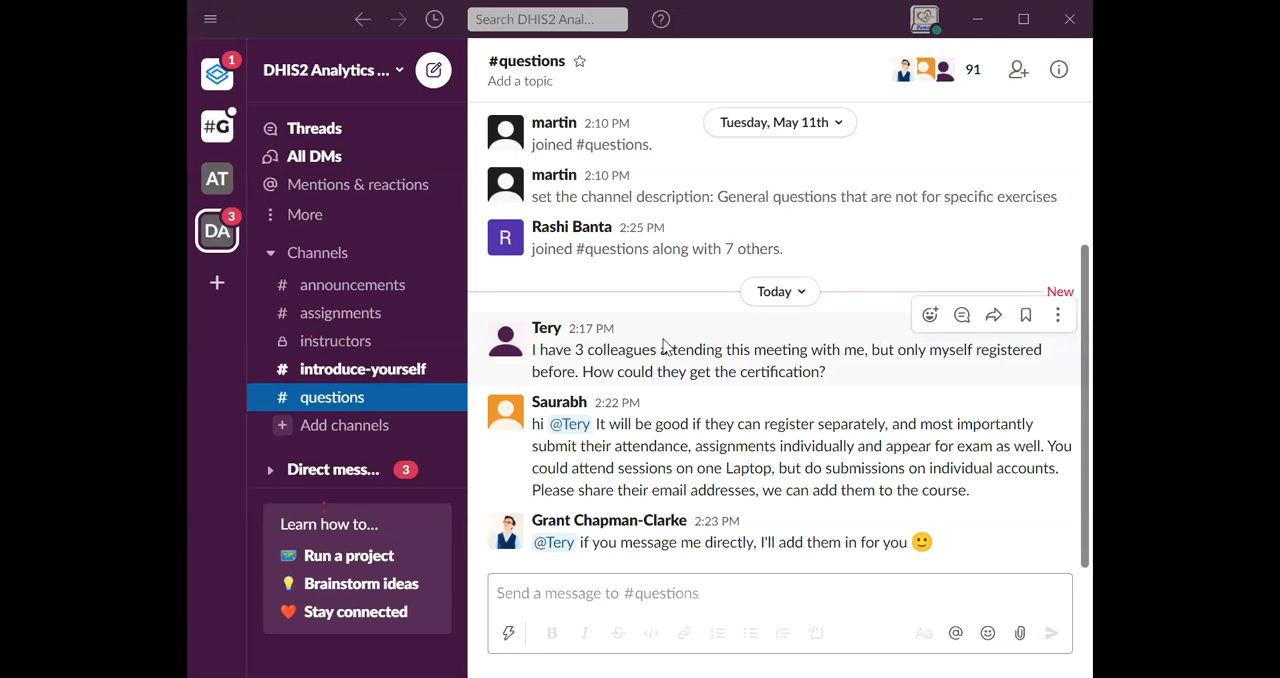 Search DHIS2 Anal...
1
DHIS2 Analytics ...
#G
AT
DA
3
Threads
All DMs
Mentions & reactions
More
Channels
# announcements
# assignments
instructors
# introduce-yourself
# questions
+ Add channels
Direct mess... 3
Learn how to...
Run a project
Brainstorm ideas
Stay connected
#questions
Add a topic
91
Tuesday, May 11th
martin 2:10 PM
joined #questions.
martin 2:10 PM
set the channel description: General questions that are not for specific exercises
R
Rashi Banta 2:25 PM
joined #questions along with 7 others.
Today
New
Tery 2:17 PM
I have 3 colleagues attending this meeting with me, but only myself registered
before. How could they get the certification?
Saurabh 2:22 PM
hi @Tery It will be good if they can register separately, and most importantly
submit their attendance, assignments individually and appear for exam as well. You
could attend sessions on one Laptop, but do submissions on individual accounts.
Please share their email addresses, we can add them to the course.
Grant Chapman-Clarke 2:23 PM
@Tery if you message me directly, I'll add them in for you 🙂
Send a message to #questions
B I S Aa @